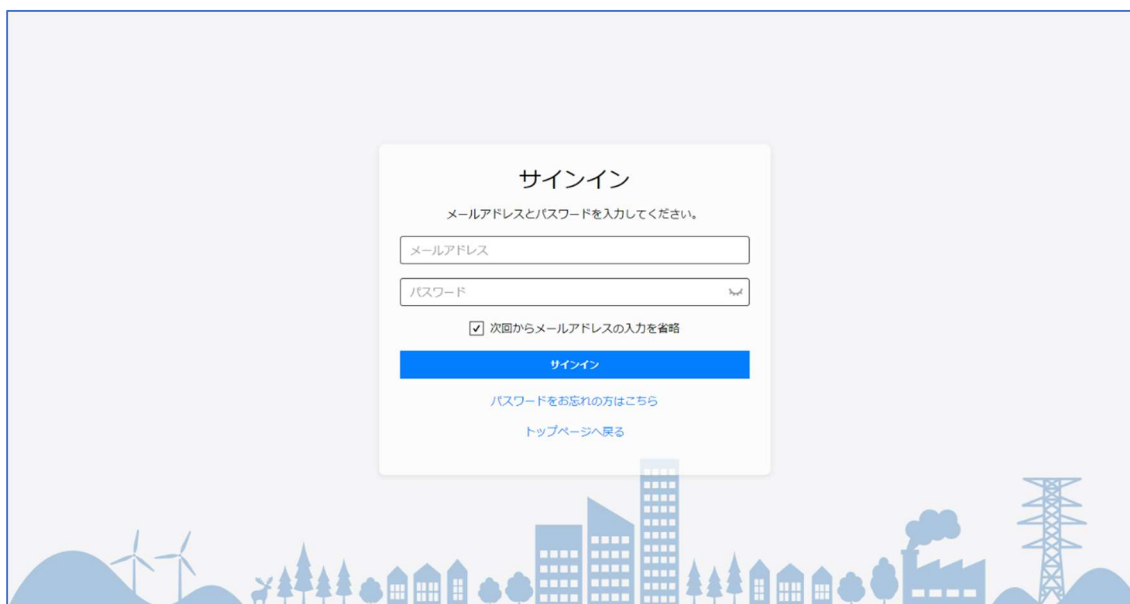 サインイン
メールアドレスとパスワードを入力してください。
メールアドレス
パスワード
次回からメールアドレスの入力を省略
サインイン
パスワードをお忘れの方はこちら
トップページへ戻る